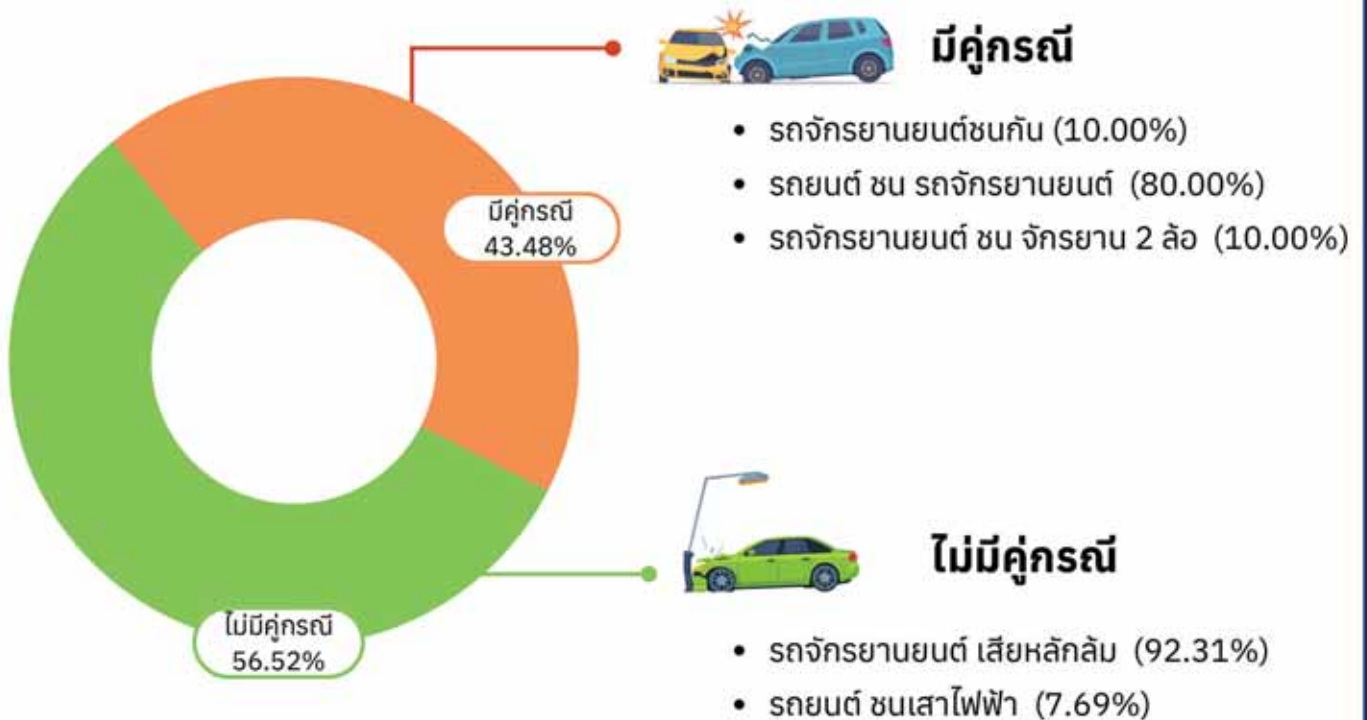 มีคู่กรณี
• รถจักรยานยนต์ชนกัน (10.00%)
• รถยนต์ ชน รถจักรยานยนต์ (80.00%)
• รถจักรยานยนต์ ชน จักรยาน 2 ล้อ (10.00%)
มีคู่กรณี
43.48%
ไม่มีคู่กรณี
• รถจักรยานยนต์ เสียหลักล้ม (92.31%)
• รถยนต์ ชนเสาไฟฟ้า (7.69%)
ไม่มีคู่กรณี
56.52%